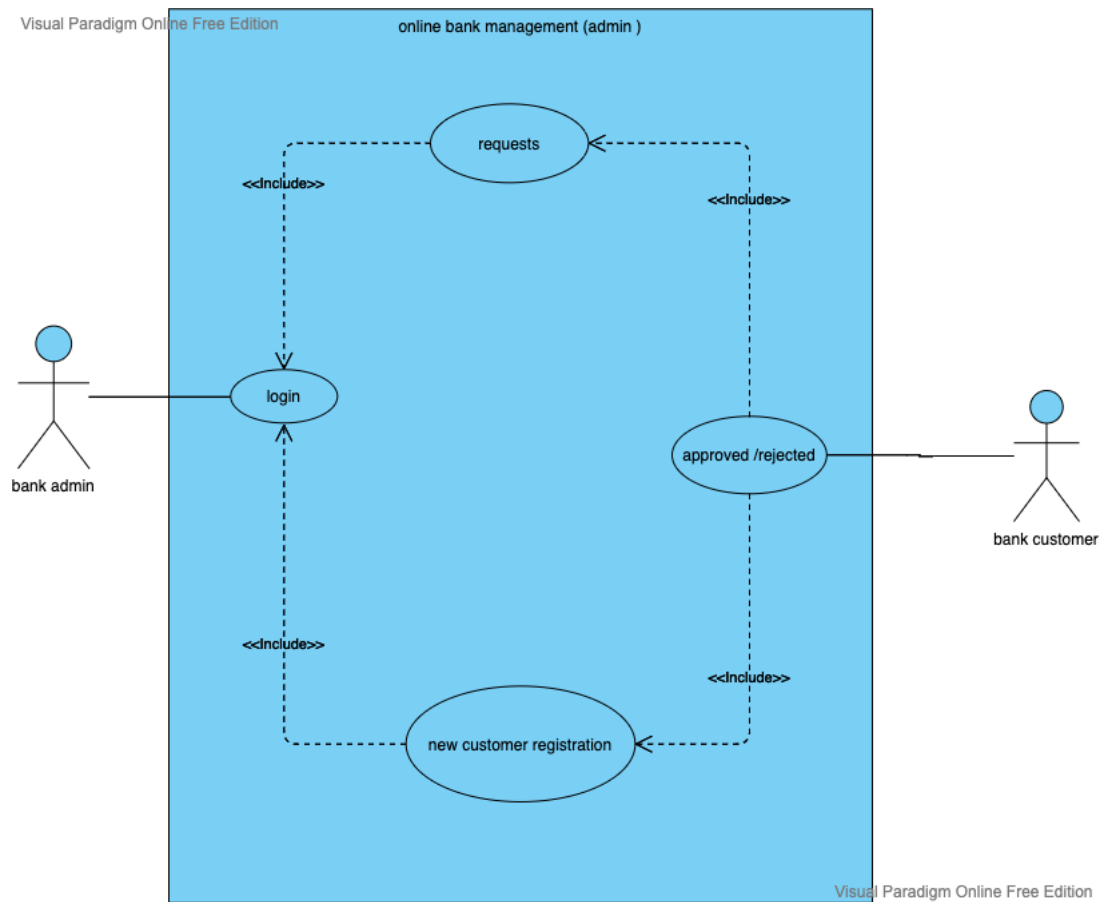 Visual Paradigm Online Free Edition
online bank management (admin )
requests
<<Include>>
<<Include>>
login
bank admin
approved /rejected
bank customer
<<Include>>
<<Include>>
new customer registration
Visual Paradigm Online Free Edition